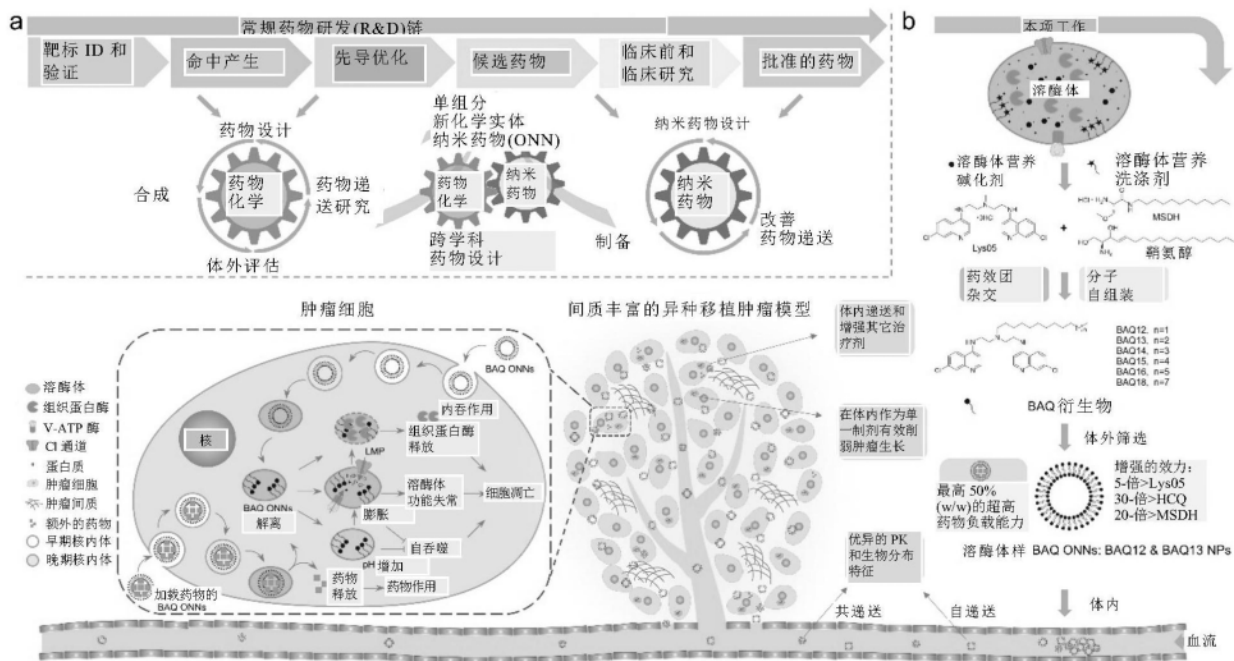 a
常规药物研发(R&D)链
靶标 ID 和
验证
命中产生
先导优化
候选药物
临床前和
临床研究
批准的药物
药物设计
合成
药物
化学
药物递
送研究
体外评估
单组分
新化学实体
纳米药物(ONN)
药物
化学
纳米
药物
跨学科
药物设计
制备
纳米药物设计
纳米
药物
改善
药物递送
b
本项工作
溶酶体
溶酶体营养
碱化剂
溶酶体营养
洗涤剂
Lys05
+
MSDH
鞘氨醇
药效团
杂交
分子
自组装
BAQ12, n=1
BAQ13, n=2
BAQ14, n=3
BAQ15, n=4
BAQ16, n=5
BAQ18, n=7
BAQ 衍生物
体外筛选
最高 50%
(w/w)的超高
药物负载能力
增强的效力:
5-倍>Lys05
30-倍>HCQ
20-倍>MSDH
溶酶体样 BAQ ONNs: BAQ12 & BAQ13 NPs
体内
血流
肿瘤细胞
溶酶体
组织蛋白酶
V-ATP 酶
Cl 通道
蛋白质
肿瘤细胞
肿瘤间质
额外的药物
早期核内体
晚期核内体
核
BAQ ONNs
内吞作用
组织蛋白酶
释放
LMP
BAQ ONNs
解离
溶酶体
功能失常
细胞凋亡
膨胀
自吞噬
pH 增加
药物
释放
药物作用
加载药物的
BAQ ONNs
间质丰富的异种移植肿瘤模型
体内递送和
增强其它治疗
剂
在体内作为单
一制剂有效削
弱肿瘤生长
优异的 PK
和生物分布
特征
共递送
自递送